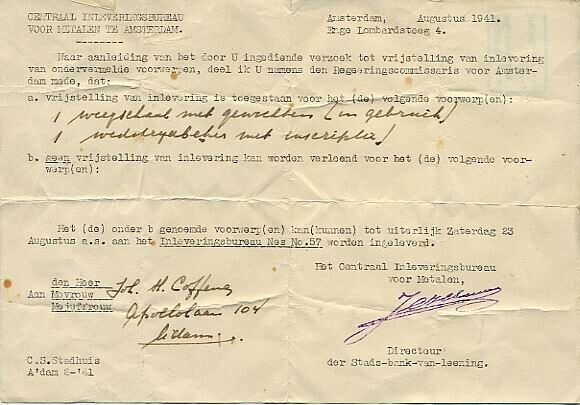 CENTRAAL INLEVERINGSBUREAU
VOOR METALEN TE AMSTERDAM.
Amsterdam, Augustus 1941.
Enge Lombardsteeg 4.
Naar aanleiding van het door U ingediende verzoek tot vrijstelling van inlevering
van ondervermelde voorwerpen, deel ik U namens den Regeeringscommissaris voor Amster-
dam mede, dat:
a. vrijstelling van inlevering is toegestaan voor het (de) volgende voorwerp(en):
1 weegschaal met gewichten (in gebruik)
1 wedstrijdbeker met inscriptie
b. geen vrijstelling van inlevering kan worden verleend voor het (de) volgende voor-
werp(en):
Het (de) onder b genoemde voorwerp(en) kan(kunnen) tot uiterlijk Zaterdag 23
Augustus a.s. aan het Inleveringsbureau Nes No.57 worden ingeleverd.
Het Centraal Inleveringsbureau
voor Metalen,
den Heer
Aan Mevrouw
Mejuffrouw
Joh. H.
Apollolaan 104
Directeur
der Stads-bank-van-leening.
C.S.Stadhuis
A'dam 8-'41